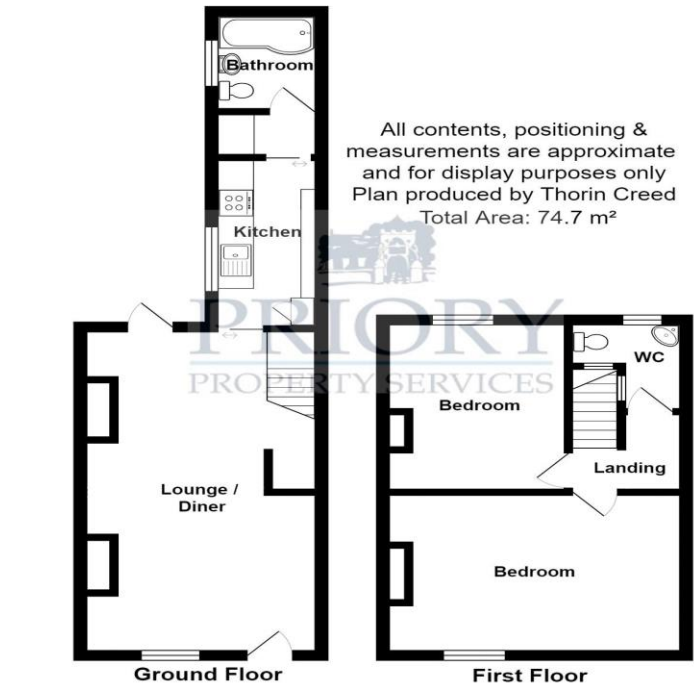 Bathroom
All contents, positioning &
measurements are approximate
and for display purposes only
Plan produced by Thorin Creed
Total Area: 74.7 m²
Kitchen
PRIORY
PROPERTY SERVICES
WC
Bedroom
Landing
Lounge /
Diner
Bedroom
Ground Floor
First Floor